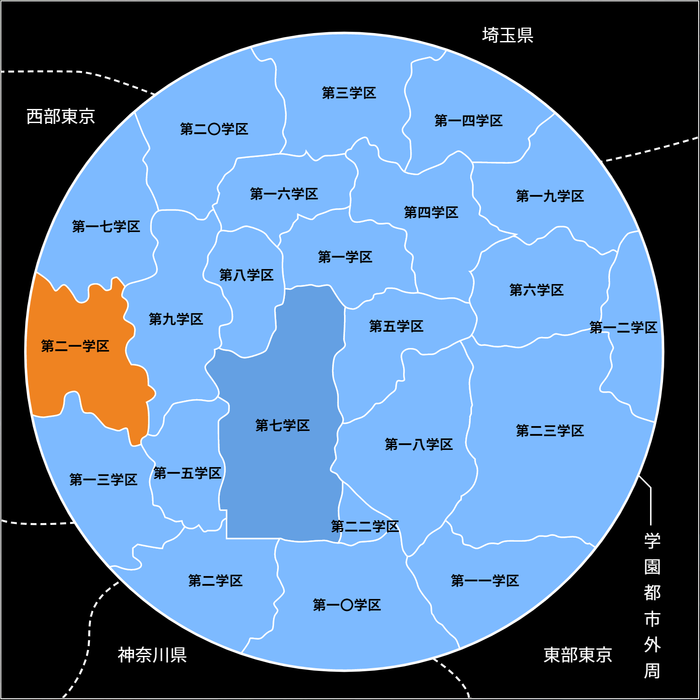 埼玉県
第三学区
西部東京
第一四学区
第二〇学区
第一六学区
第一九学区
第四学区
第一七学区
第一学区
第八学区
第六学区
第九学区
第五学区
第一二学区
第二一学区
第七学区
第二三学区
第一八学区
第一五学区
第一三学区
第二二学区
学園都市外周
第二学区
第一一学区
第一〇学区
神奈川県
東部東京